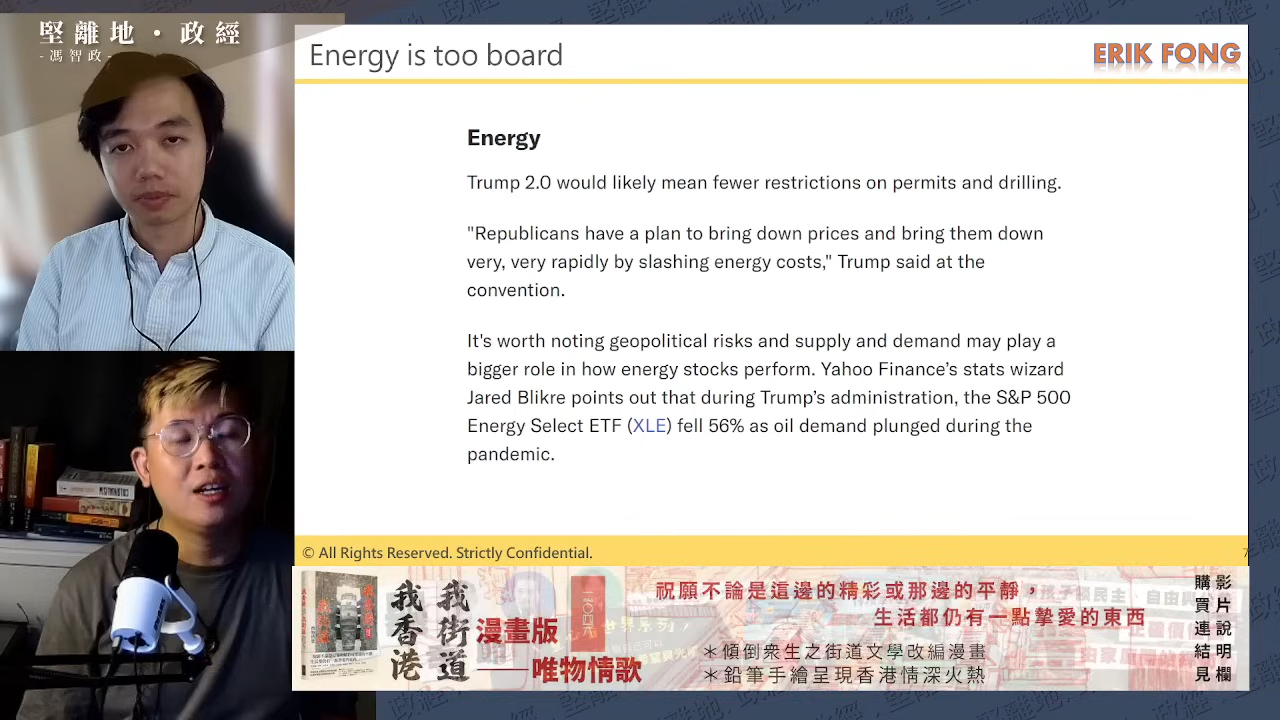 堅離地・政經
-馮智政-
Energy is too board
ERIK FONG
Energy
Trump 2.0 would likely mean fewer restrictions on permits and drilling.
"Republicans have a plan to bring down prices and bring them down
very, very rapidly by slashing energy costs," Trump said at the
convention.
It's worth noting geopolitical risks and supply and demand may play a
bigger role in how energy stocks perform. Yahoo Finance's stats wizard
Jared Blikre points out that during Trump's administration, the S&P 500
Energy Select ETF (XLE) fell 56% as oil demand plunged during the
pandemic.
© All Rights Reserved. Strictly Confidential.
7
我香港
我街道
漫畫版
唯物情歌
祝願不論是這邊的精彩或那邊的平靜，
生活都仍有一點摯愛的東西
＊傾倒衆生之街道文學改編漫畫
＊鉛筆手繪呈現香港情深火熱
購買連結見
影片說明欄